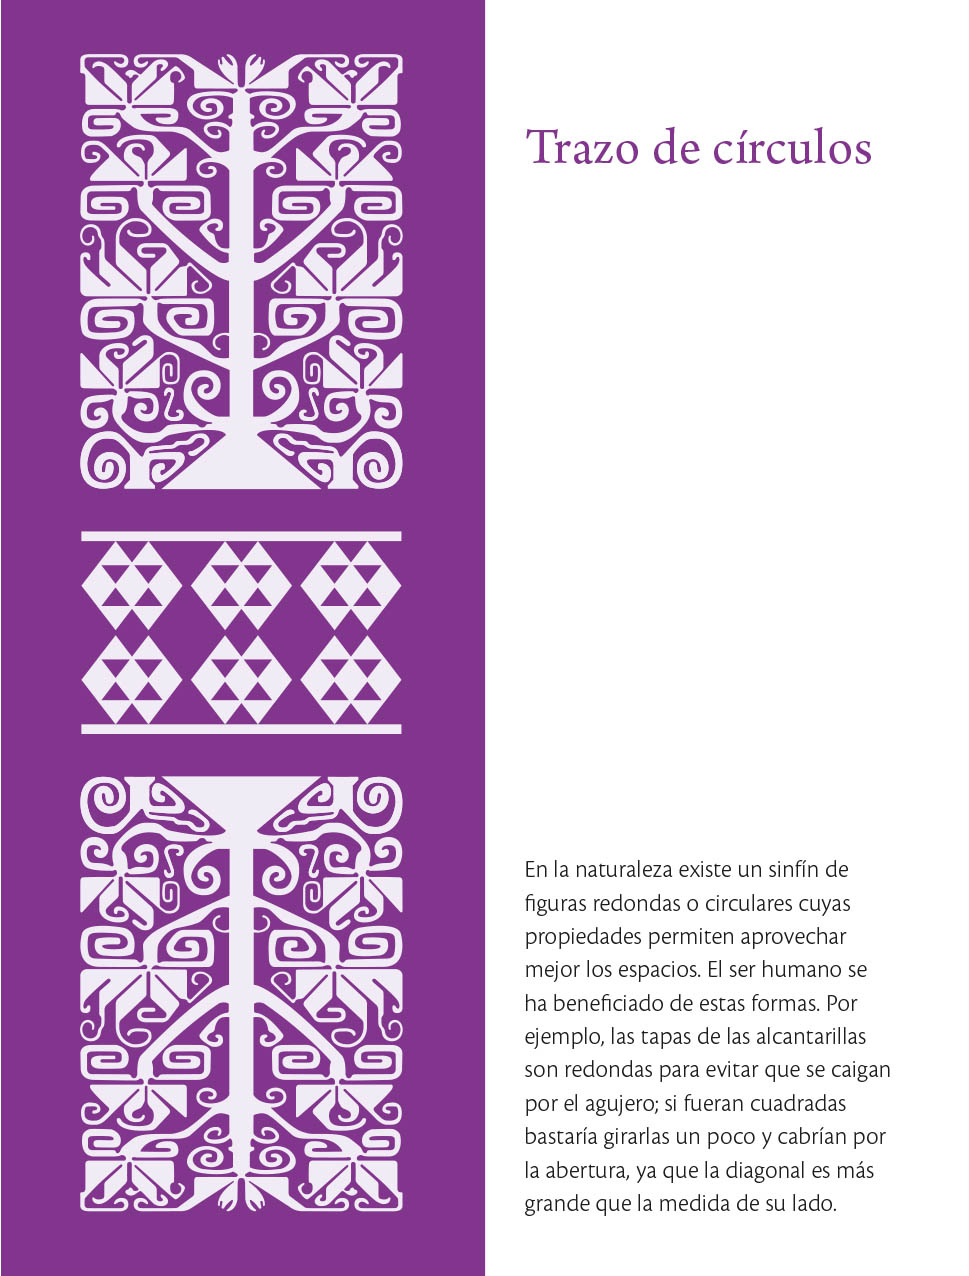 Trazo de círculos
En la naturaleza existe un sinfín de
figuras redondas o circulares cuyas
propiedades permiten aprovechar
mejor los espacios. El ser humano se
ha beneficiado de estas formas. Por
ejemplo, las tapas de las alcantarillas
son redondas para evitar que se caigan
por el agujero; si fueran cuadradas
bastaría girarlas un poco y cabrían por
la abertura, ya que la diagonal es más
grande que la medida de su lado.